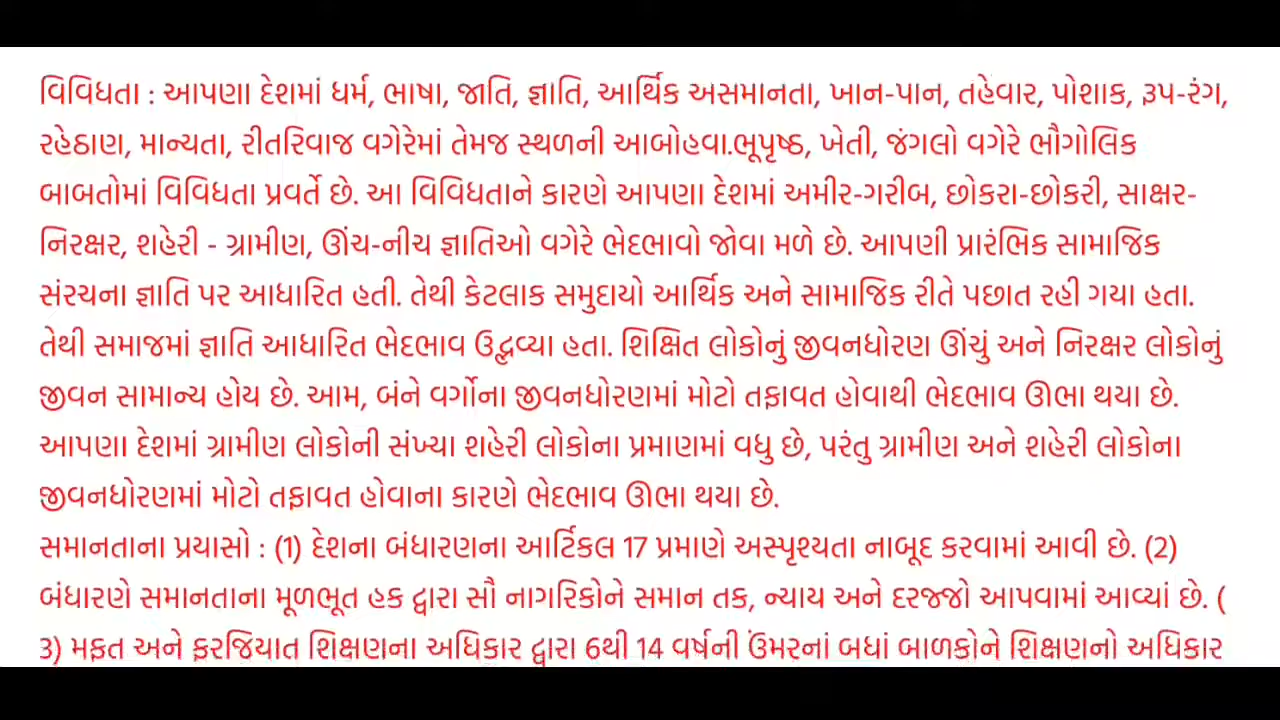 વિવિધતા : આપણા દેશમાં ધર્મ, ભાષા, જાતિ, જ્ઞાતિ, આર્થિક અસમાનતા, ખાન-પાન, તહેવાર, પોશાક, રૂપ-રંગ,
રહેઠાણ, માન્યતા, રીતરિવાજ વગેરેમાં તેમજ સ્થળની આબોહવા.ભૂપૃષ્ઠ, ખેતી, જંગલો વગેરે ભૌગોલિક
બાબતોમાં વિવિધતા પ્રવર્તે છે. આ વિવિધતાને કારણે આપણા દેશમાં અમીર-ગરીબ, છોકરા-છોકરી, સાક્ષર-
નિરક્ષર, શહેરી - ગ્રામીણ, ઊંચ-નીચ જ્ઞાતિઓ વગેરે ભેદભાવો જોવા મળે છે. આપણી પ્રારંભિક સામાજિક
સંરચના જ્ઞાતિ પર આધારિત હતી. તેથી કેટલાક સમુદાયો આર્થિક અને સામાજિક રીતે પછાત રહી ગયા હતા.
તેથી સમાજમાં જ્ઞાતિ આધારિત ભેદભાવ ઉદ્ભવ્યા હતા. શિક્ષિત લોકોનું જીવનધોરણ ઊંચું અને નિરક્ષર લોકોનું
જીવન સામાન્ય હોય છે. આમ, બંને વર્ગોના જીવનધોરણમાં મોટો તફાવત હોવાથી ભેદભાવ ઊભા થયા છે.
આપણા દેશમાં ગ્રામીણ લોકોની સંખ્યા શહેરી લોકોના પ્રમાણમાં વધુ છે, પરંતુ ગ્રામીણ અને શહેરી લોકોના
જીવનધોરણમાં મોટો તફાવત હોવાના કારણે ભેદભાવ ઊભા થયા છે.
સમાનતાના પ્રયાસો : (1) દેશના બંધારણના આર્ટિકલ 17 પ્રમાણે અસ્પૃશ્યતા નાબૂદ કરવામાં આવી છે. (2)
બંધારણે સમાનતાના મૂળભૂત હક દ્વારા સૌ નાગરિકોને સમાન તક, ન્યાય અને દરજ્જો આપવામાં આવ્યાં છે. (
3) મફત અને ફરજિયાત શિક્ષણના અધિકાર દ્વારા 6થી 14 વર્ષની ઉંમરનાં બધાં બાળકોને શિક્ષણનો અધિકાર